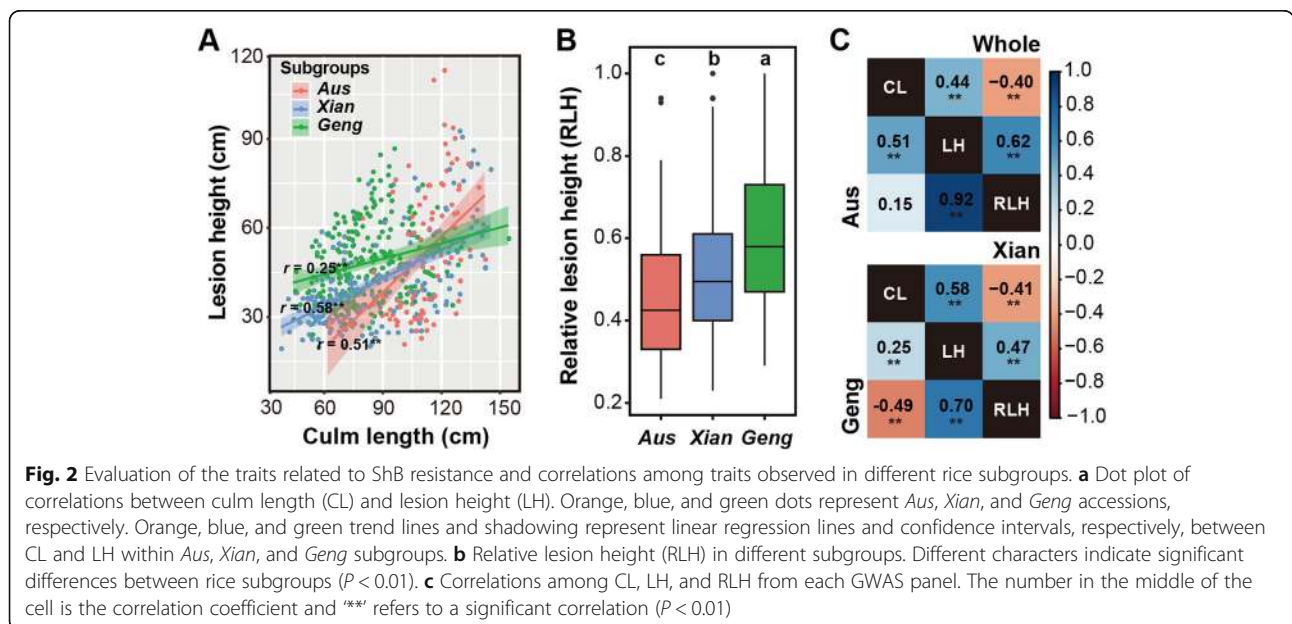 A
Lesion height (cm)
120
90
60
30
Subgroups
Aus
Xian
Geng
r = 0.25**
r = 0.58**
r = 0.51**
30 60 90 120 150
Culm length (cm)
B
Relative lesion height (RLH)
1.0
0.8
0.6
0.4
0.2
c b a
Aus Xian Geng
C
Whole
Aus
CL 0.44 ** −0.40 **
0.51 ** LH 0.62 **
0.15 0.92 ** RLH
Xian
Geng
CL 0.58 ** −0.41 **
0.25 ** LH 0.47 **
-0.49 ** 0.70 ** RLH
1.0
0.8
0.6
0.4
0.2
0.0
−0.2
−0.4
−0.6
−0.8
−1.0
Fig. 2 Evaluation of the traits related to ShB resistance and correlations among traits observed in different rice subgroups. a Dot plot of
correlations between culm length (CL) and lesion height (LH). Orange, blue, and green dots represent Aus, Xian, and Geng accessions,
respectively. Orange, blue, and green trend lines and shadowing represent linear regression lines and confidence intervals, respectively, between
CL and LH within Aus, Xian, and Geng subgroups. b Relative lesion height (RLH) in different subgroups. Different characters indicate significant
differences between rice subgroups (P < 0.01). c Correlations among CL, LH, and RLH from each GWAS panel. The number in the middle of the
cell is the correlation coefficient and ‘**’ refers to a significant correlation (P < 0.01)